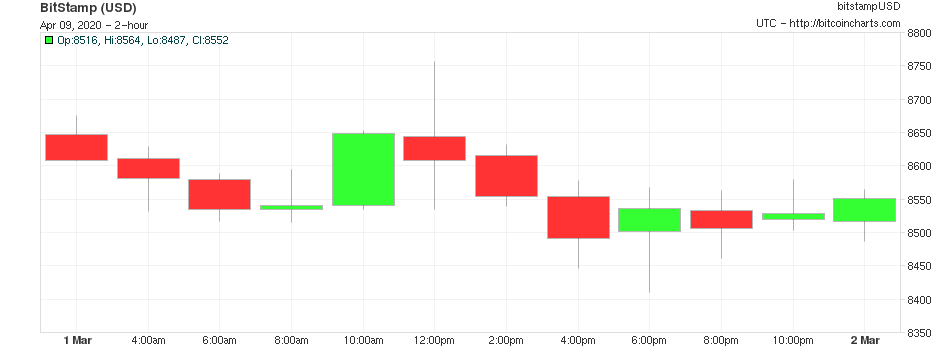 BitStamp (USD)
bitstampUSD
Apr 09, 2020 - 2-hour
UTC - http://bitcoincharts.com
Op:8516, Hi:8564, Lo:8487, Cl:8552
8800
8750
8700
8650
8600
8550
8500
8450
8400
8350
1 Mar 4:00am 6:00am 8:00am 10:00am 12:00pm 2:00pm 4:00pm 6:00pm 8:00pm 10:00pm 2 Mar